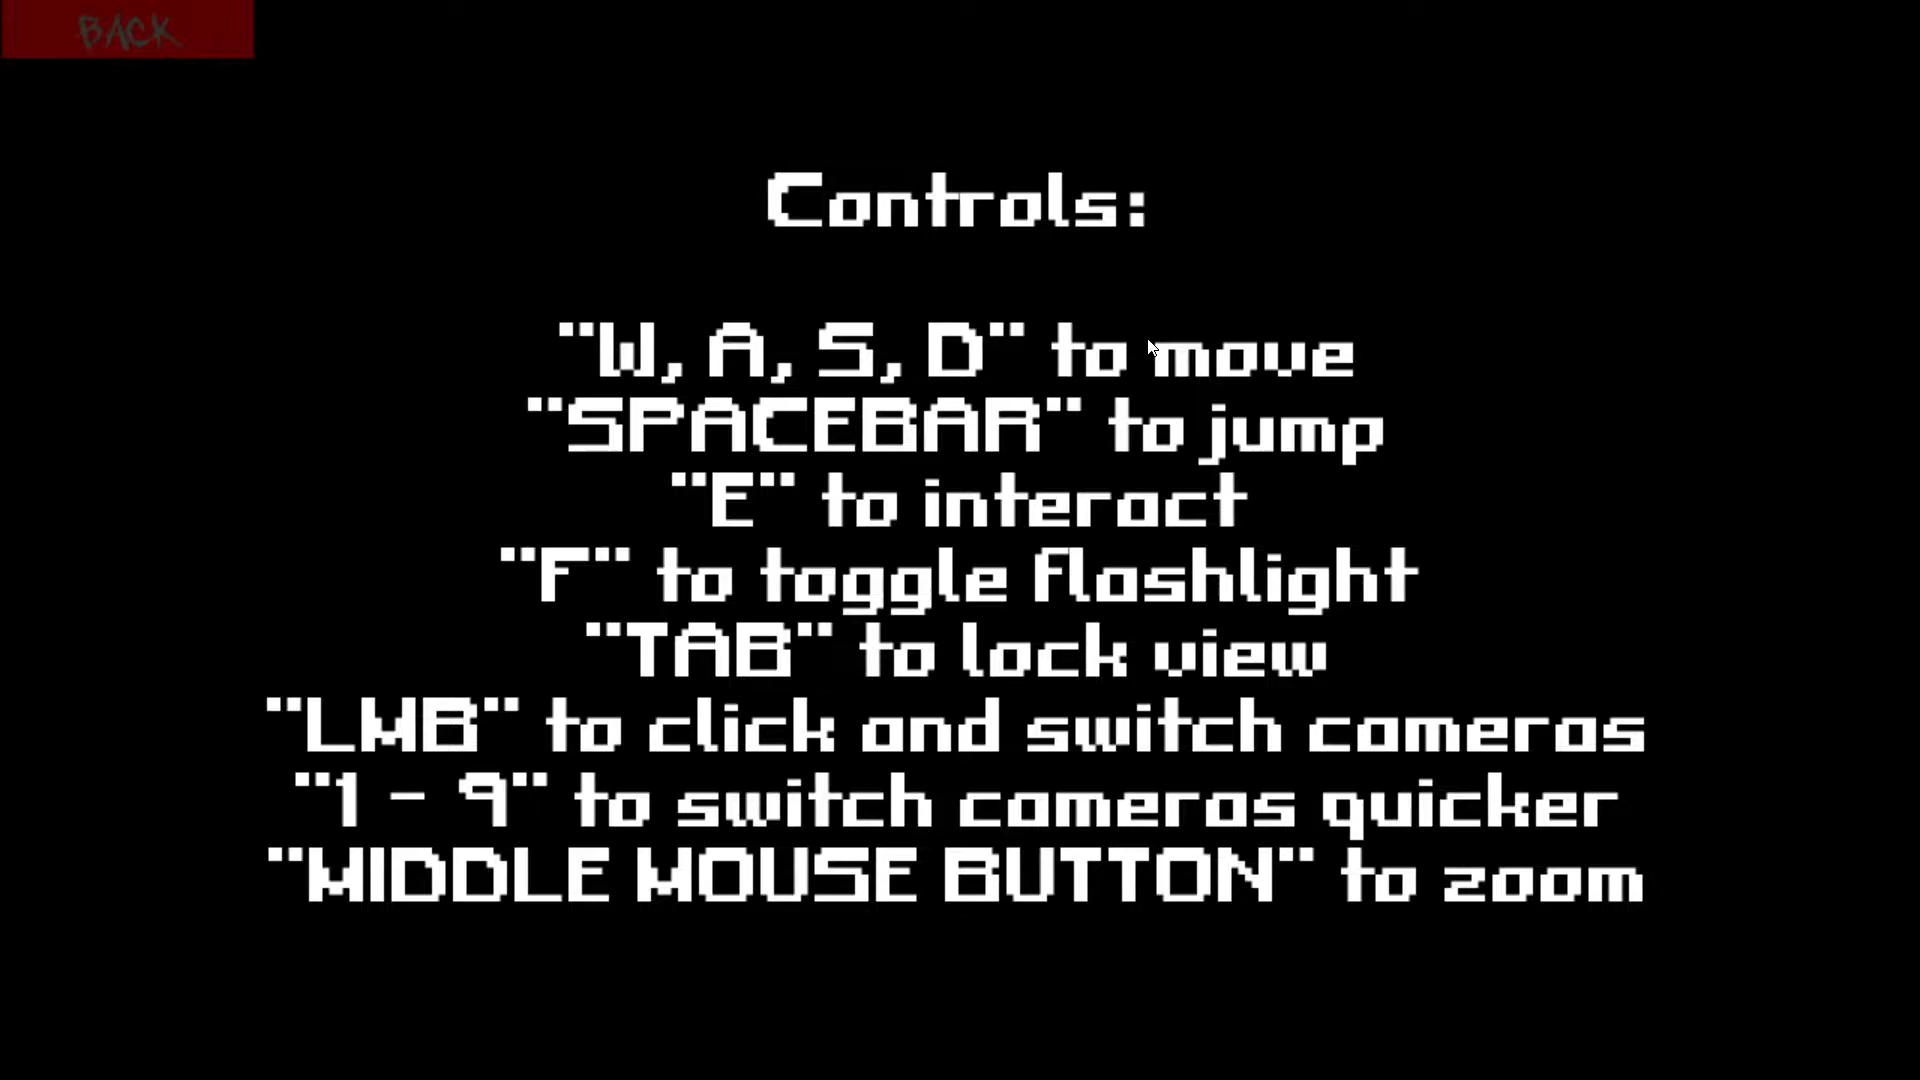 BACK
Controls:
"W, A, S, D" to move
"SPACEBAR" to jump
"E" to interact
"F" to toggle flashlight
"TAB" to lock view
"LMB" to click and switch cameras
"1 - 9" to switch cameras quicker
"MIDDLE MOUSE BUTTON" to zoom